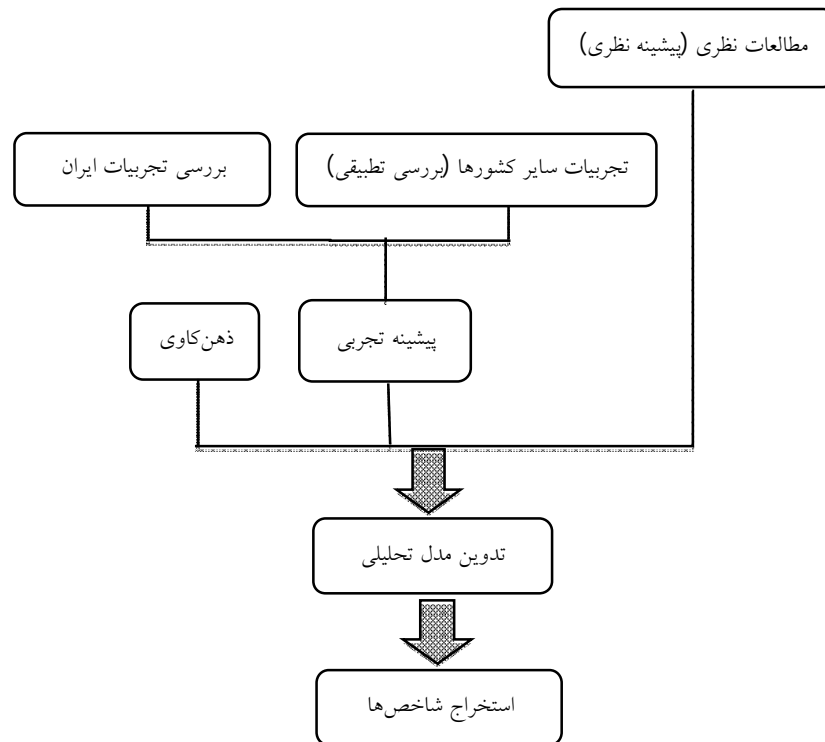 مطالعات نظری (پیشینه نظری)
تجربیات سایر کشورها (بررسی تطبیقی)
بررسی تجربیات ایران
پیشینه تجربی
ذهن‌کاوی
تدوین مدل تحلیلی
استخراج شاخص‌ها